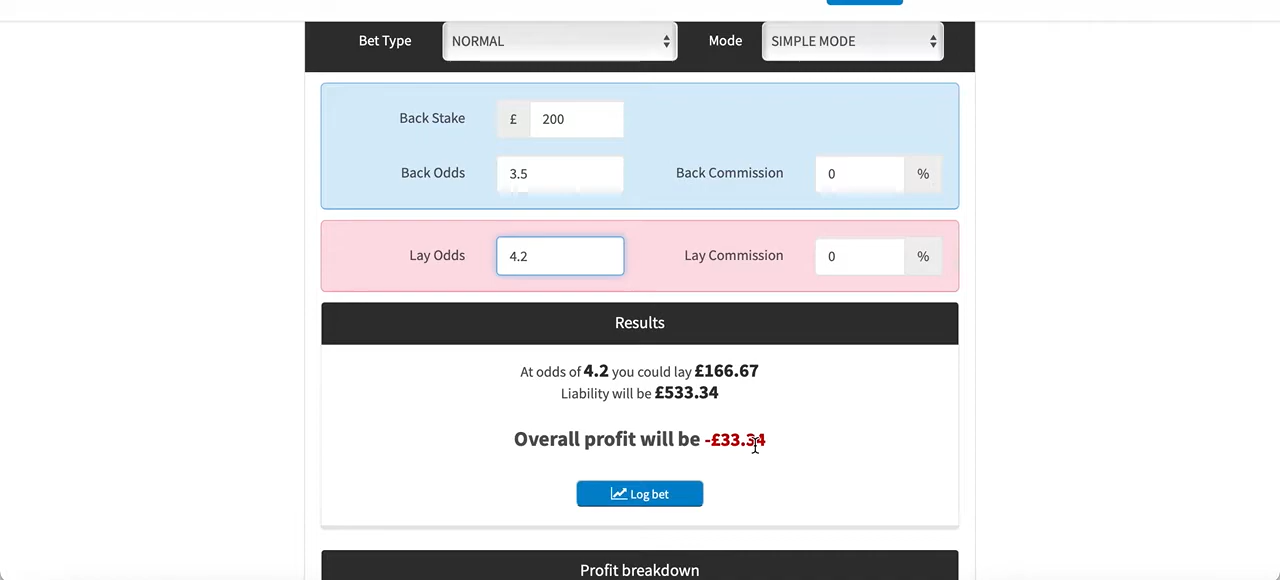 Bet Type NORMAL Mode SIMPLE MODE
Back Stake £ 200
Back Odds 3.5 Back Commission 0 %
Lay Odds 4.2 Lay Commission 0 %
Results
At odds of 4.2 you could lay £166.67
Liability will be £533.34
Overall profit will be -£33.34
Log bet
Profit breakdown